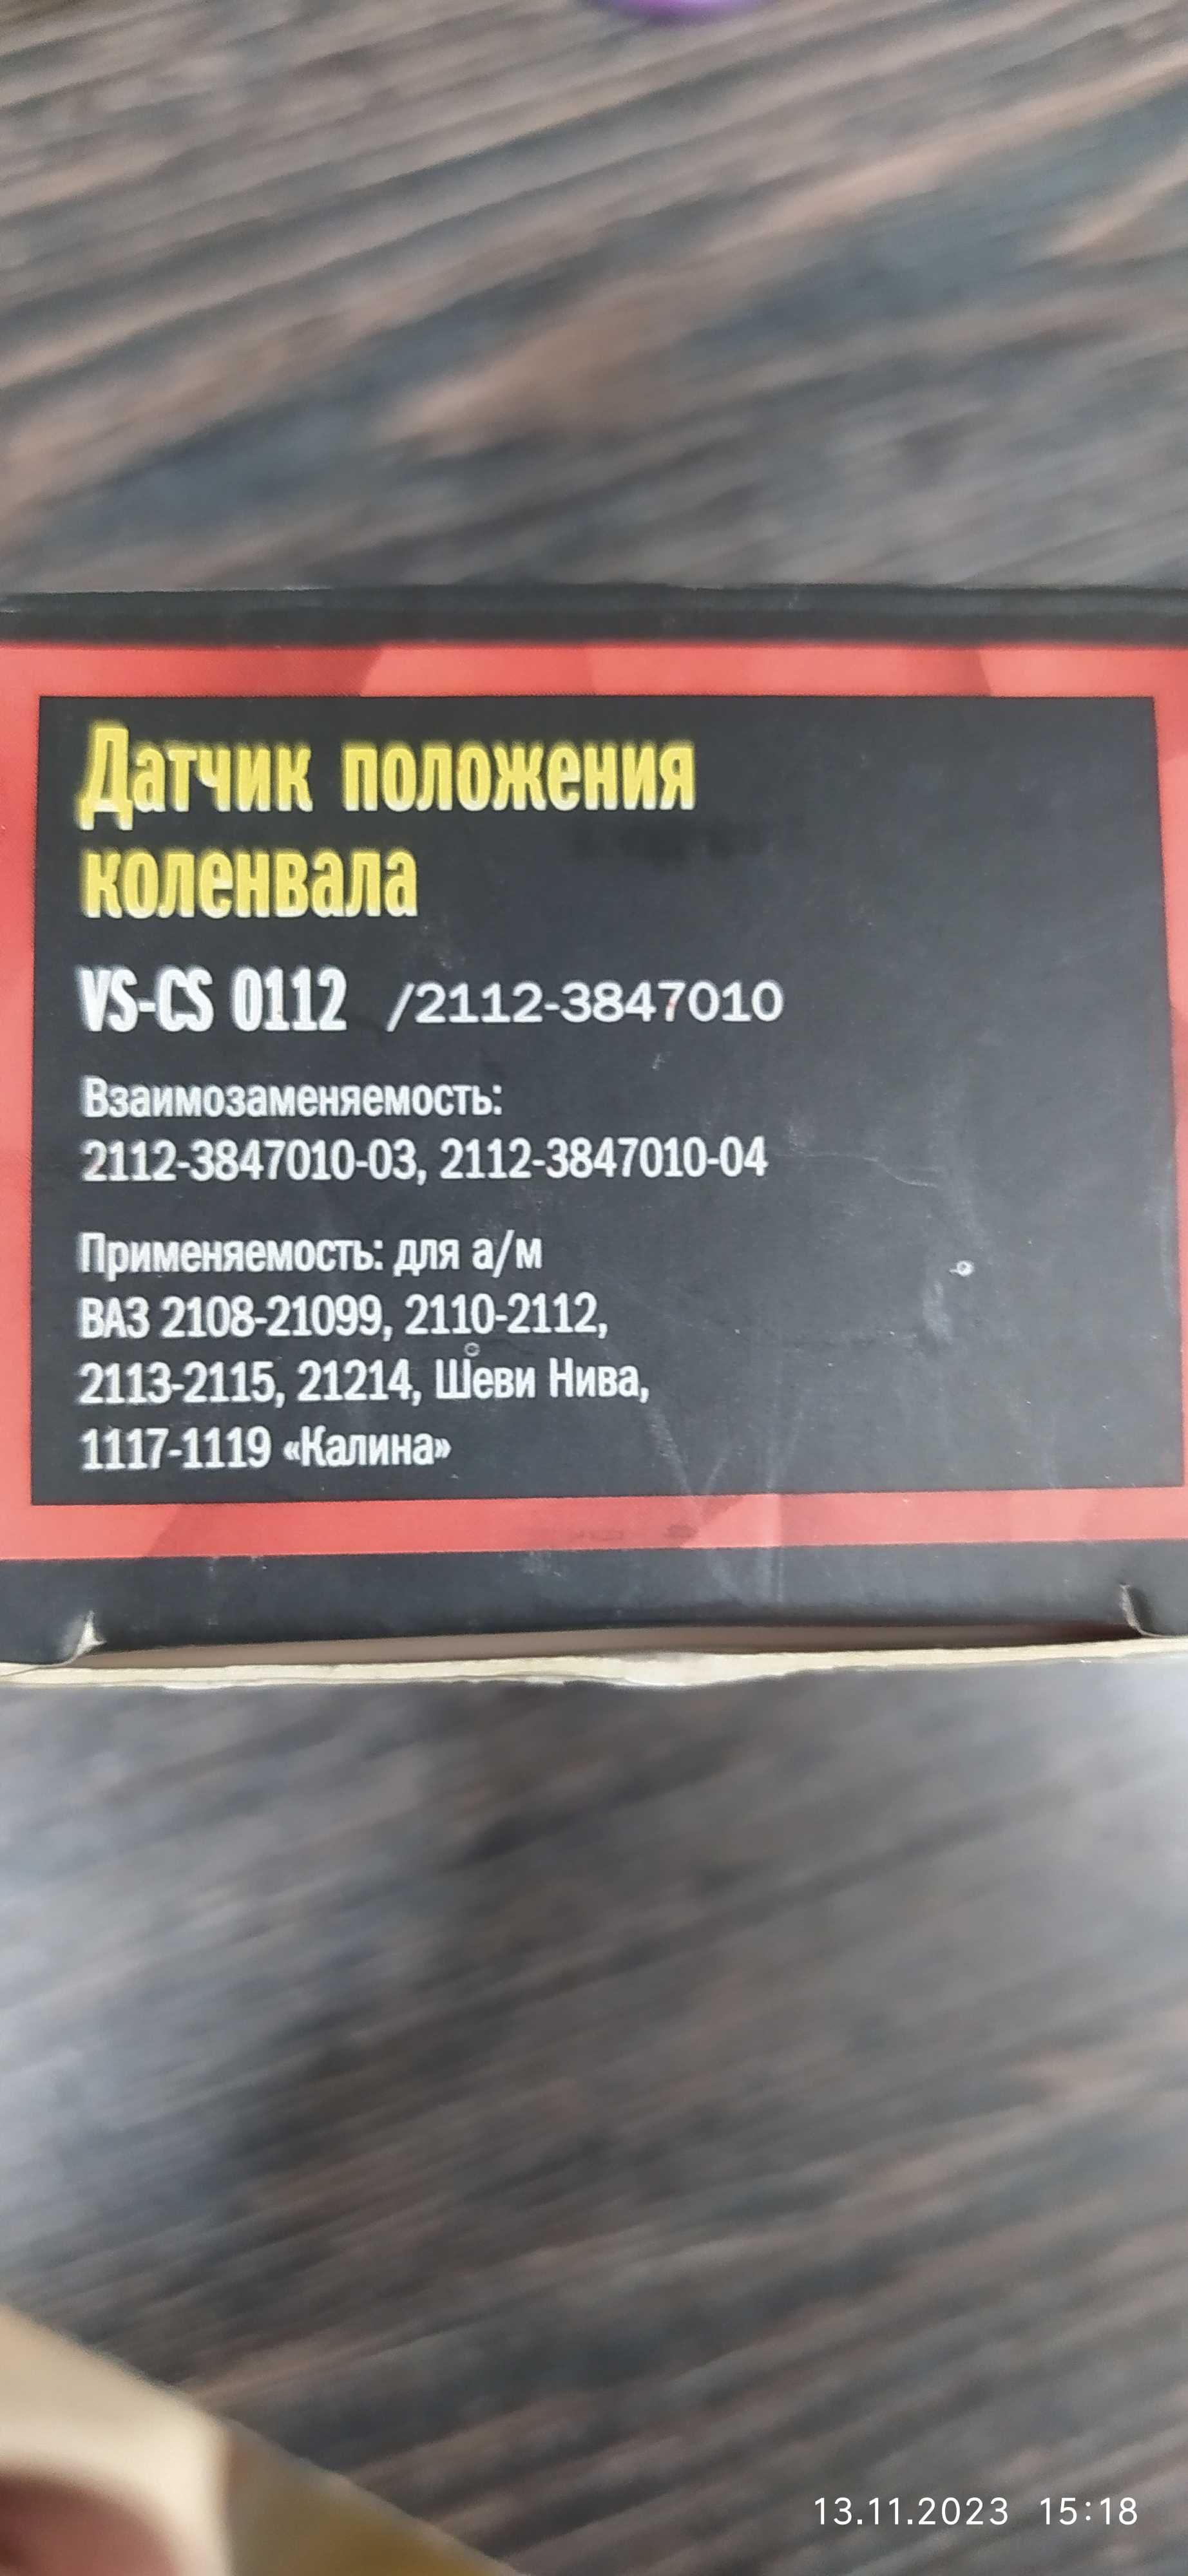 Датчик положения
коленвала
VS-CS 0112 /2112-3847010
Взаимозаменяемость:
2112-3847010-03, 2112-3847010-04
Применяемость: для а/м
ВАЗ 2108-21099, 2110-2112,
2113-2115, 21214, Шеви Нива,
1117-1119 «Калина»
13.11.2023 15:18